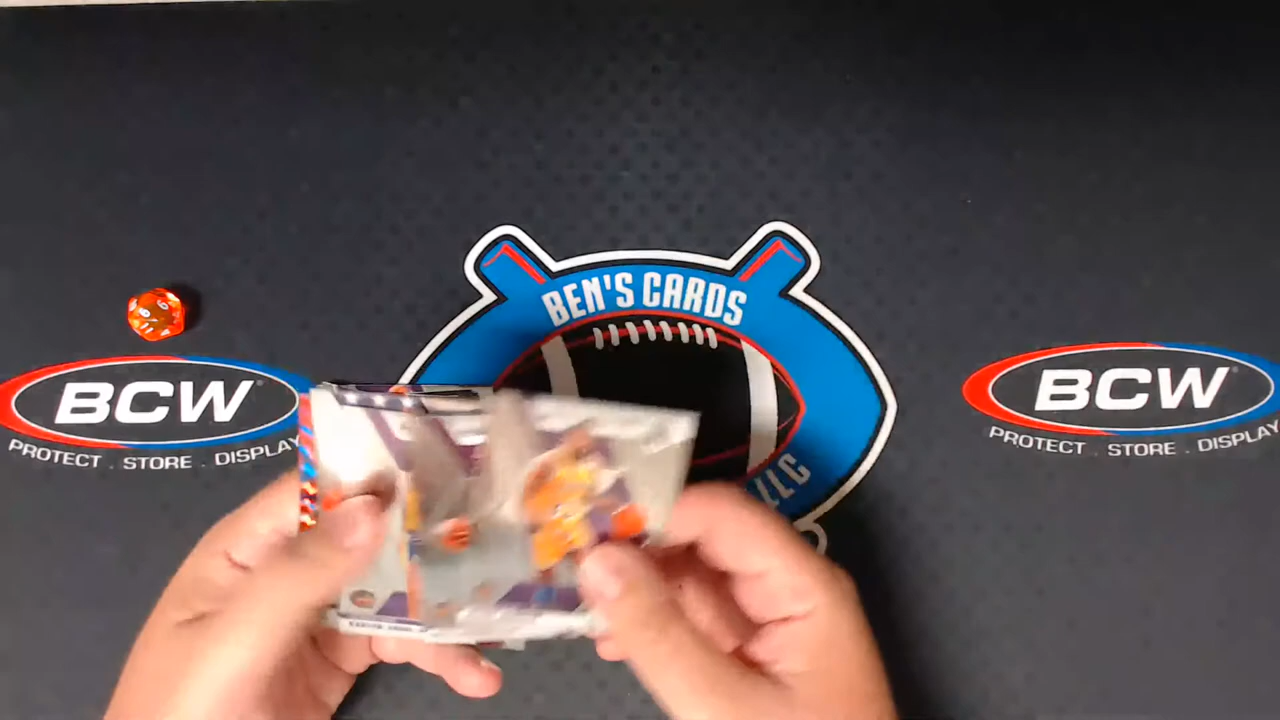 BEN'S CARDS
LLC
BCW
PROTECT . STORE . DISPLAY
BCW
PROTECT . STORE . DISPLAY